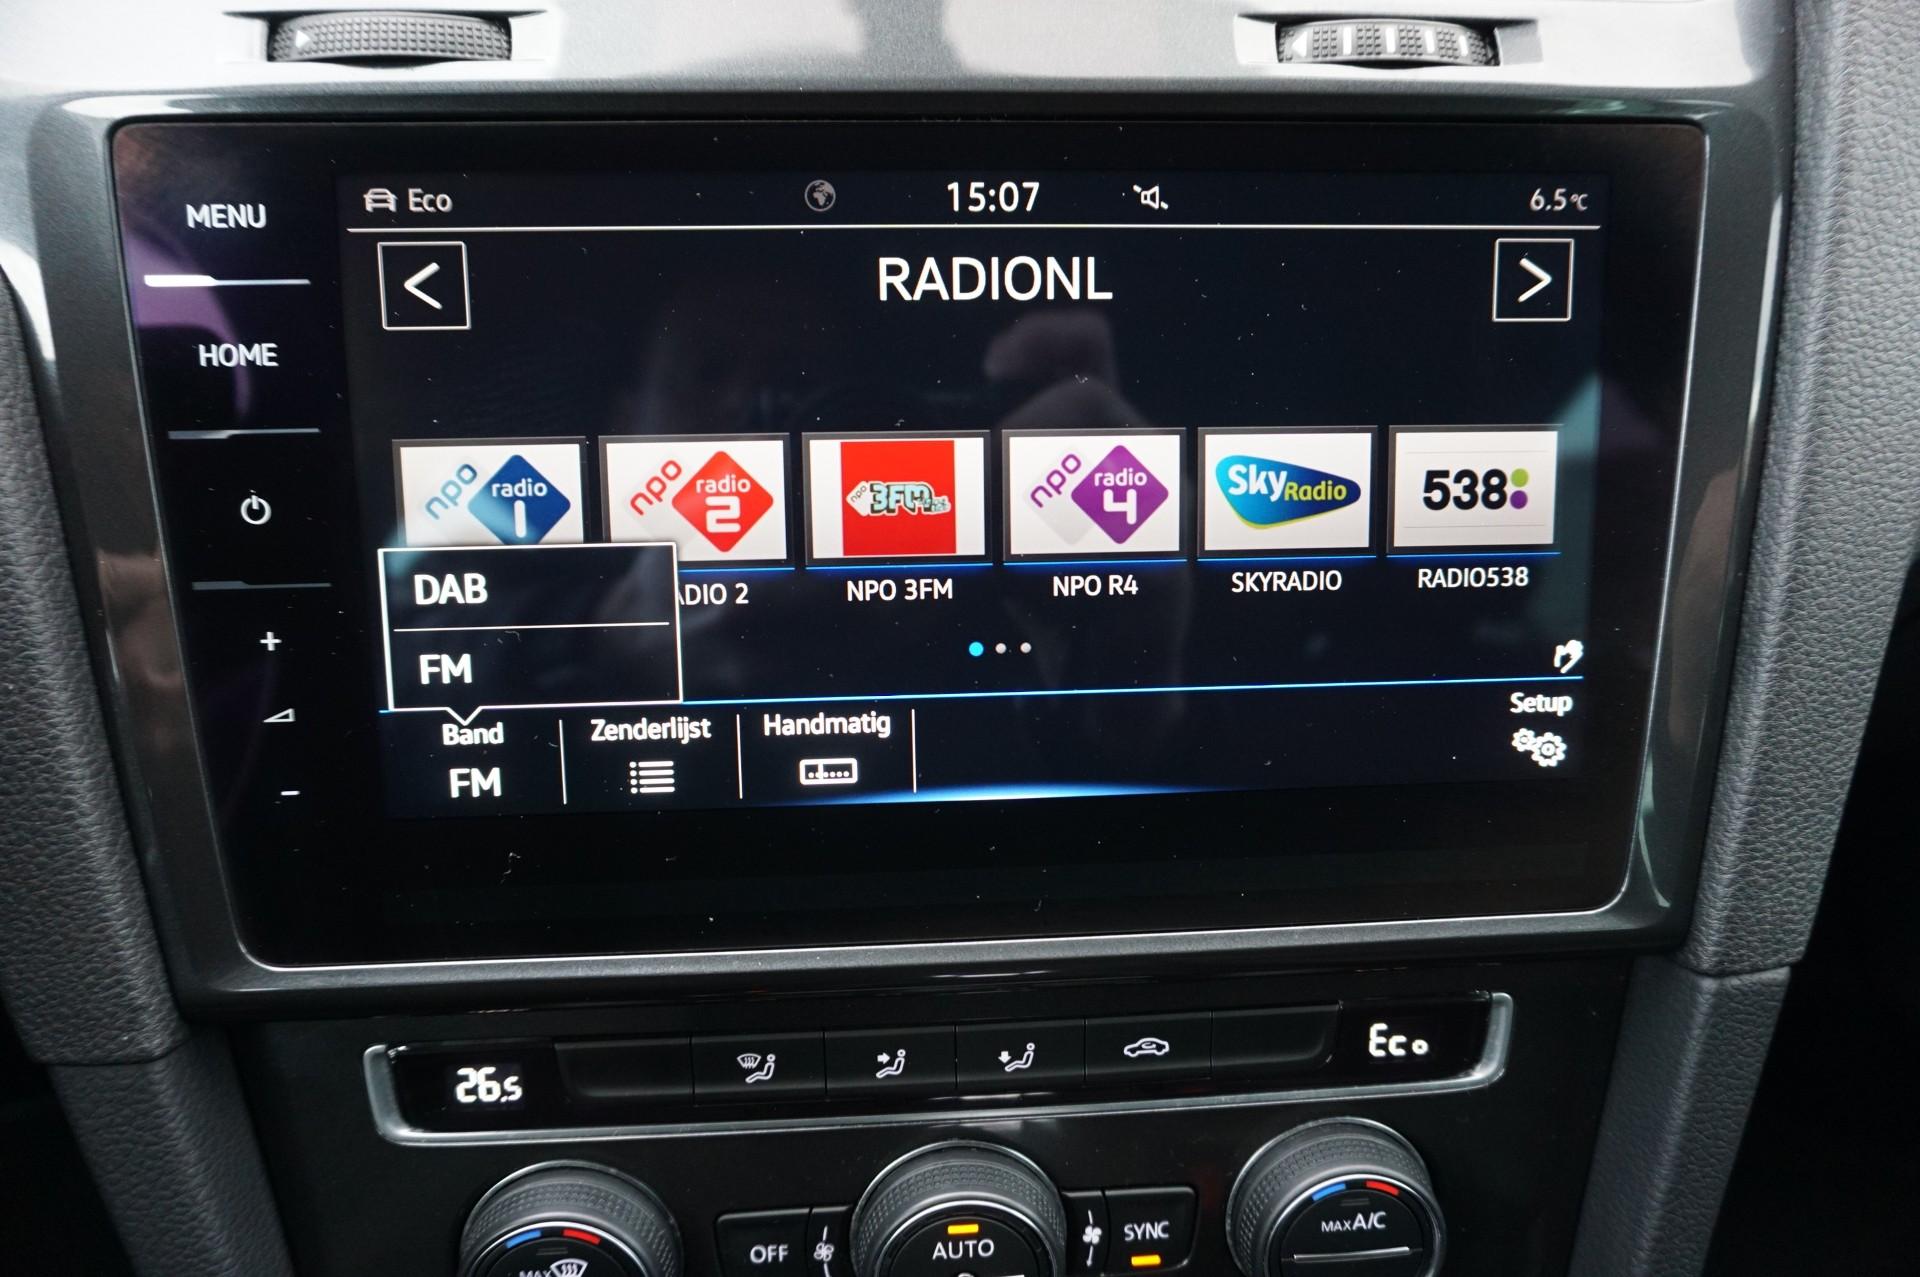 MENU
HOME
Eco
15:07
6.5°C
<
RADIONL
>
npo radio 1
npo radio 2
npo 3FM
npo radio 4
Sky Radio
538
ADIO 2
NPO 3FM
NPO R4
SKYRADIO
RADIO538
DAB
FM
+
-
Band
FM
Zenderlijst
Handmatig
Setup
26.5
Eco
OFF
AUTO
SYNC
MAX A/C
MAX